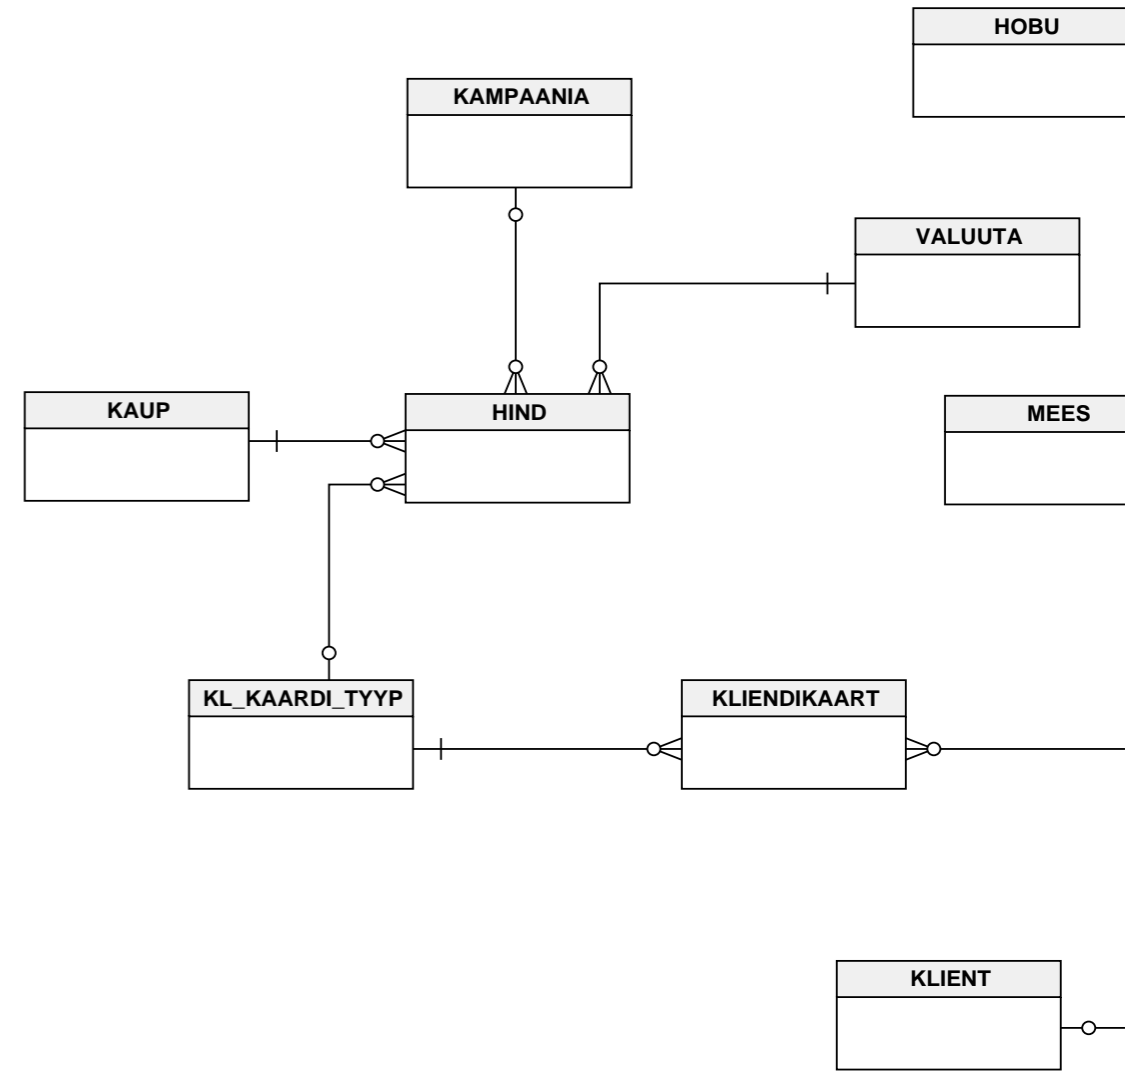 HOBU
KAMPAANIA
VALUUTA
KAUP
HIND
MEES
KL_KAARDI_TYYP
KLIENDIKAART
KLIENT